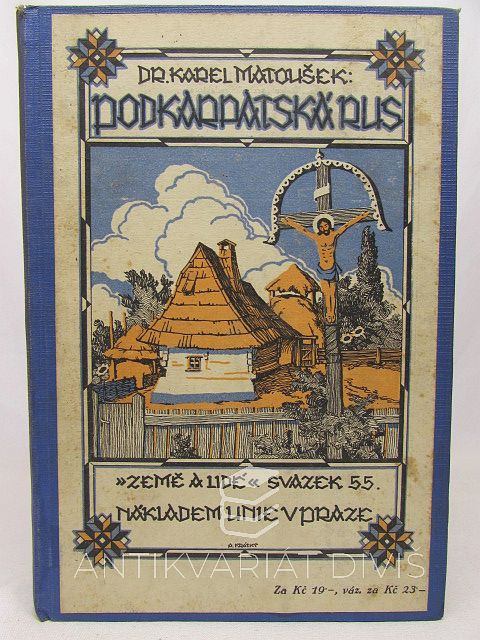 DR. KAREL MATOUŠEK:
PODKARPATSKÁ RUS
»ZEMĚ A LIDÉ« SVAZEK 55.
NÁKLADEM UNIE V PRAZE
ANTIKVARIÁT DIVIŠ
Za Kč 19·–, váz. za Kč 23·–